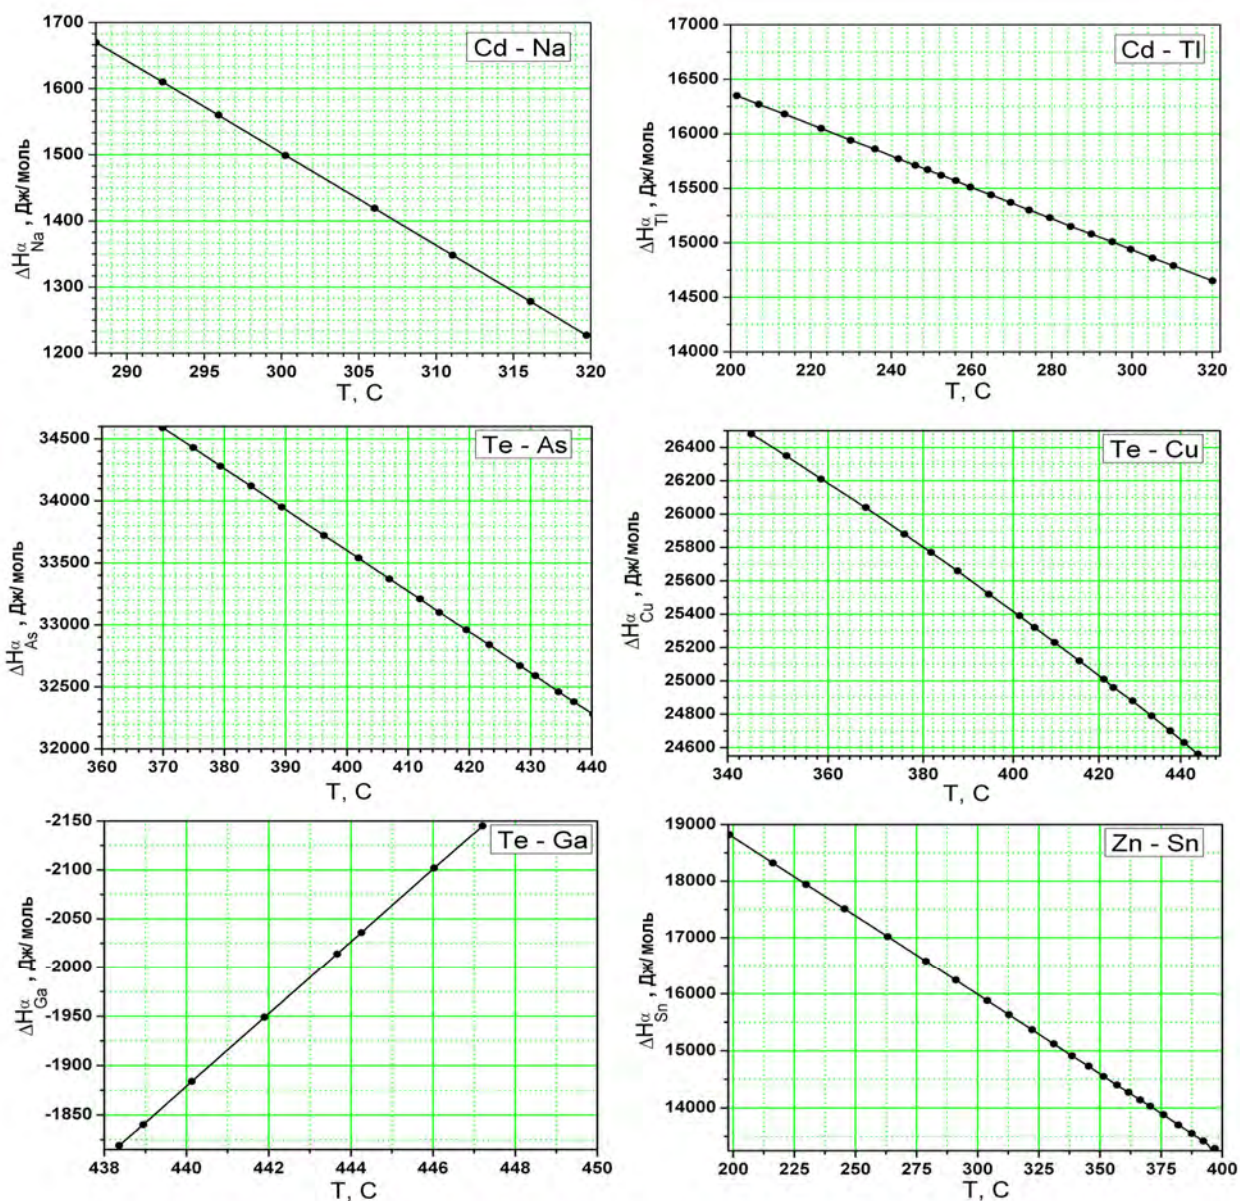 Cd - Na
1700
1600
1500
1400
1300
1200
ΔH^α_Na , Дж/моль
290 295 300 305 310 315 320
T, C
Cd - Tl
17000
16500
16000
15500
15000
14500
14000
ΔH^α_Tl , Дж/моль
200 220 240 260 280 300 320
T, C
Te - As
34500
34000
33500
33000
32500
32000
ΔH^α_As , Дж/моль
360 370 380 390 400 410 420 430 440
T, C
Te - Cu
26400
26200
26000
25800
25600
25400
25200
25000
24800
24600
ΔH^α_Cu , Дж/моль
340 360 380 400 420 440
T, C
Te - Ga
-2150
-2100
-2050
-2000
-1950
-1900
-1850
ΔH^α_Ga , Дж/моль
438 440 442 444 446 448 450
T, C
Zn - Sn
19000
18000
17000
16000
15000
14000
ΔH^α_Sn , Дж/моль
200 225 250 275 300 325 350 375 400
T, C